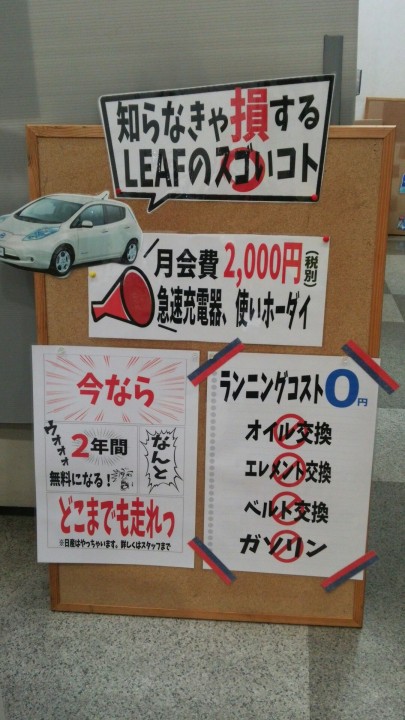 知らなきゃ損する
LEAFのスゴいコト
月会費2,000円(税別)
急速充電器、使いホーダイ
今なら
ウォォォ
2年間
なんと
無料になる!
どこまでも走れっ
※日産はやっちゃいます。詳しくはスタッフまで
ランニングコスト0円
オイル交換
エレメント交換
ベルト交換
ガソリン